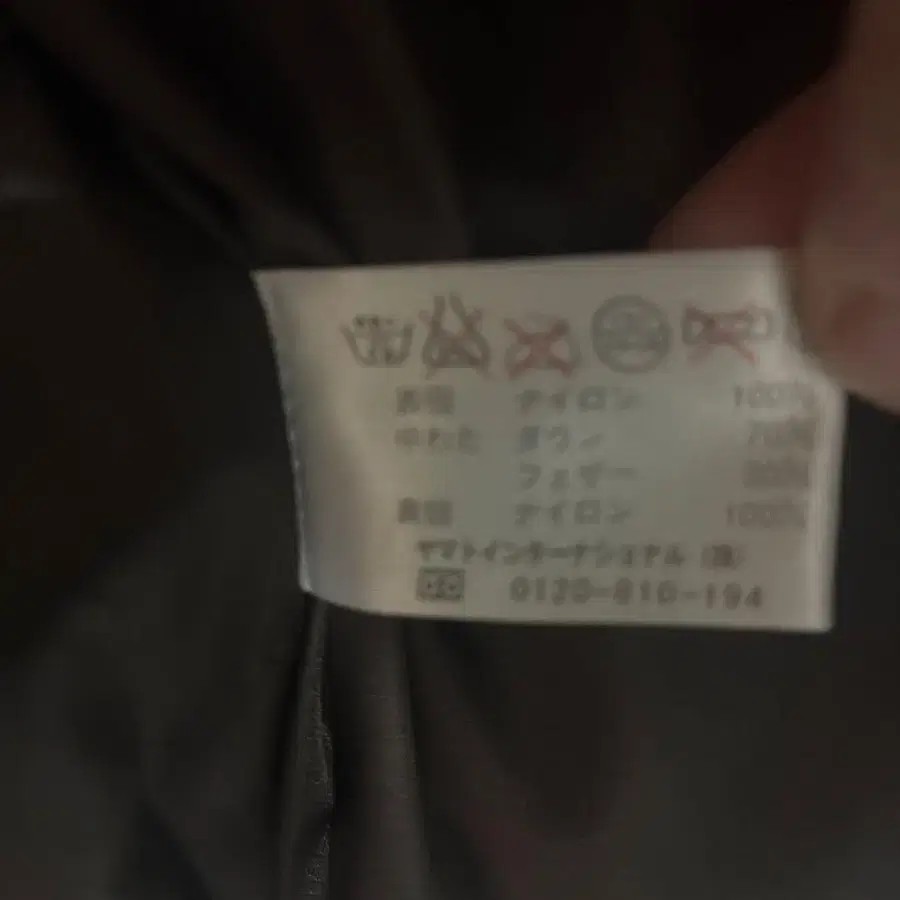 表地 ナイロン 100%
中わた ダウン 70%
フェザー 30%
裏地 ナイロン 100%
ヤマトインターナショナル（株）
0120-810-194